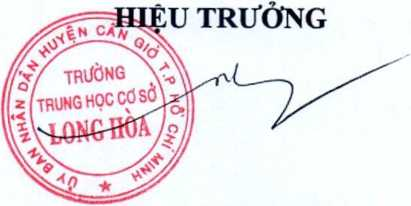 HIỆU TRƯỞNG
ỦY BAN NHÂN DÂN HUYỆN CẦN GIỜ T.P HỒ CHÍ MINH
TRƯỜNG
TRUNG HỌC CƠ SỞ
LONG HÒA